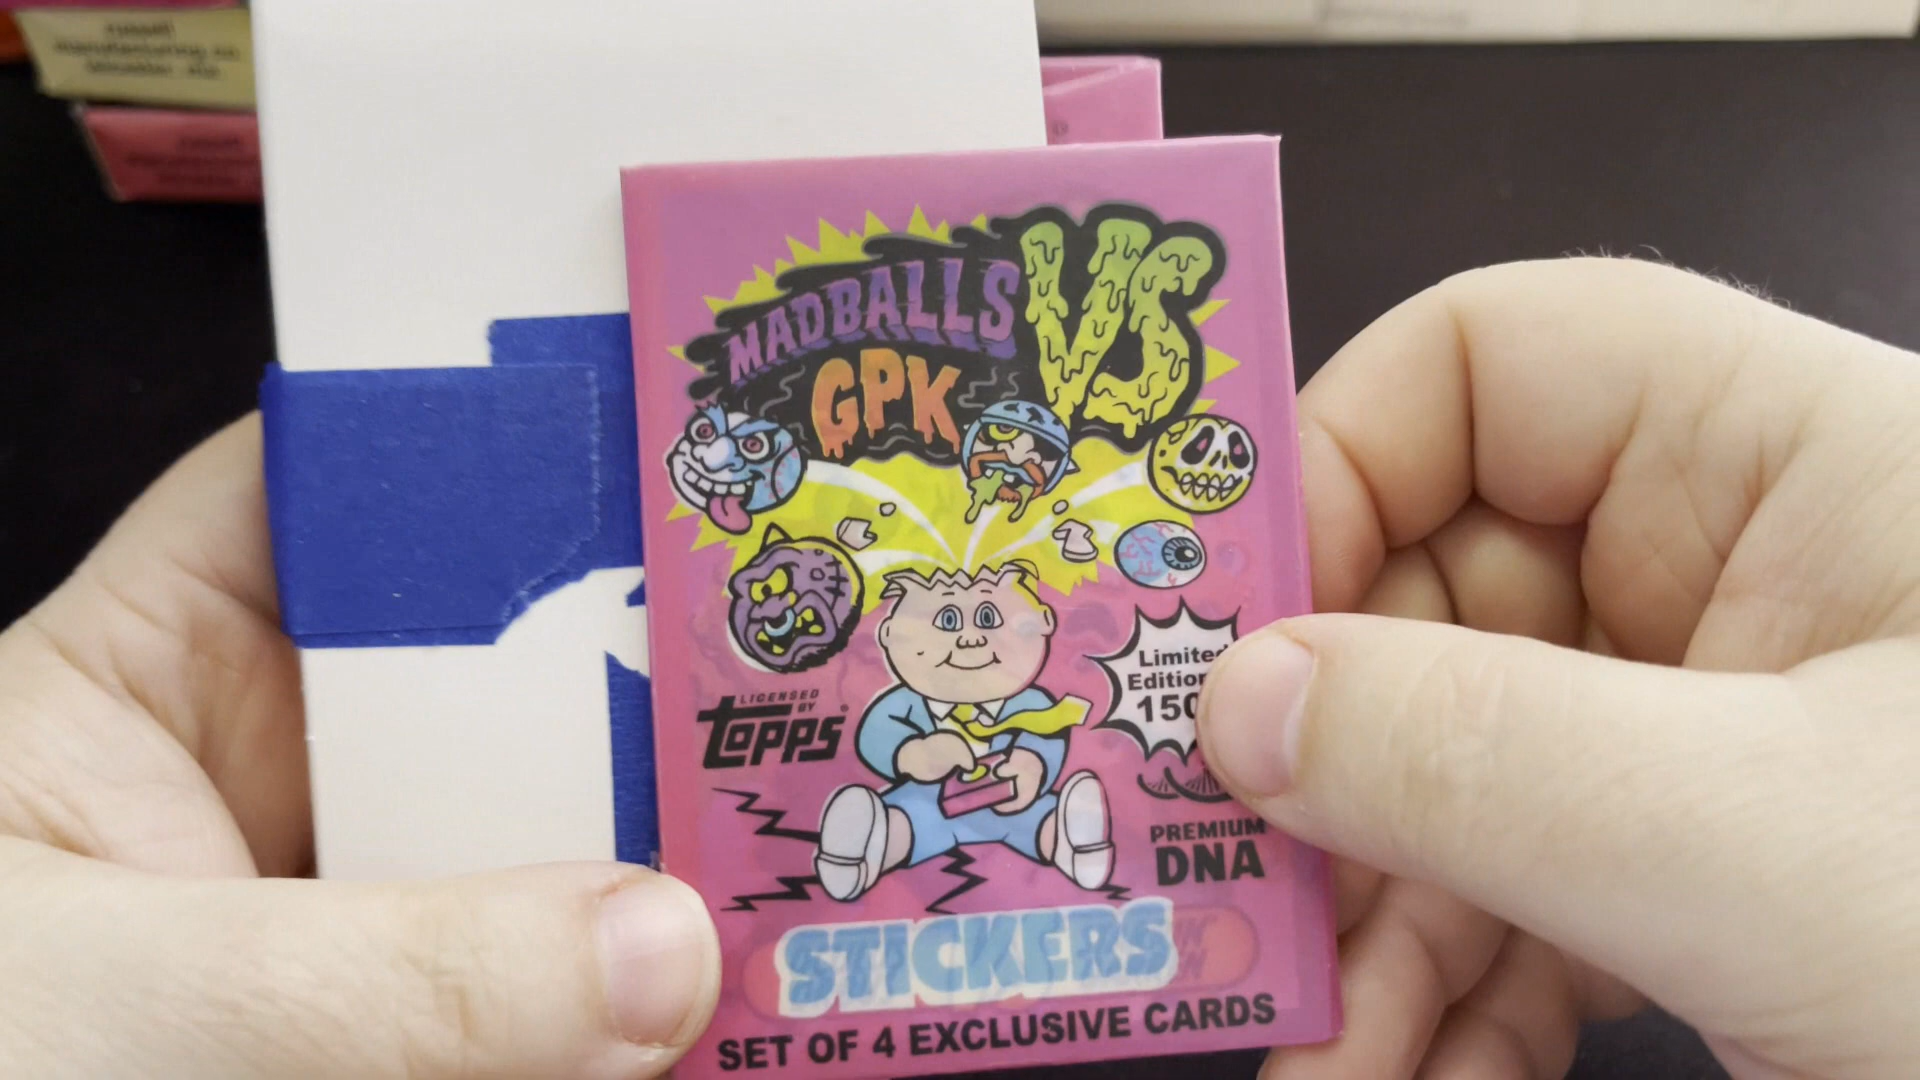 MADBALLS VS
GPK
LICENSED
BY
TOPPS®
Limited
Edition
150
PREMIUM
DNA
STICKERS
SET OF 4 EXCLUSIVE CARDS